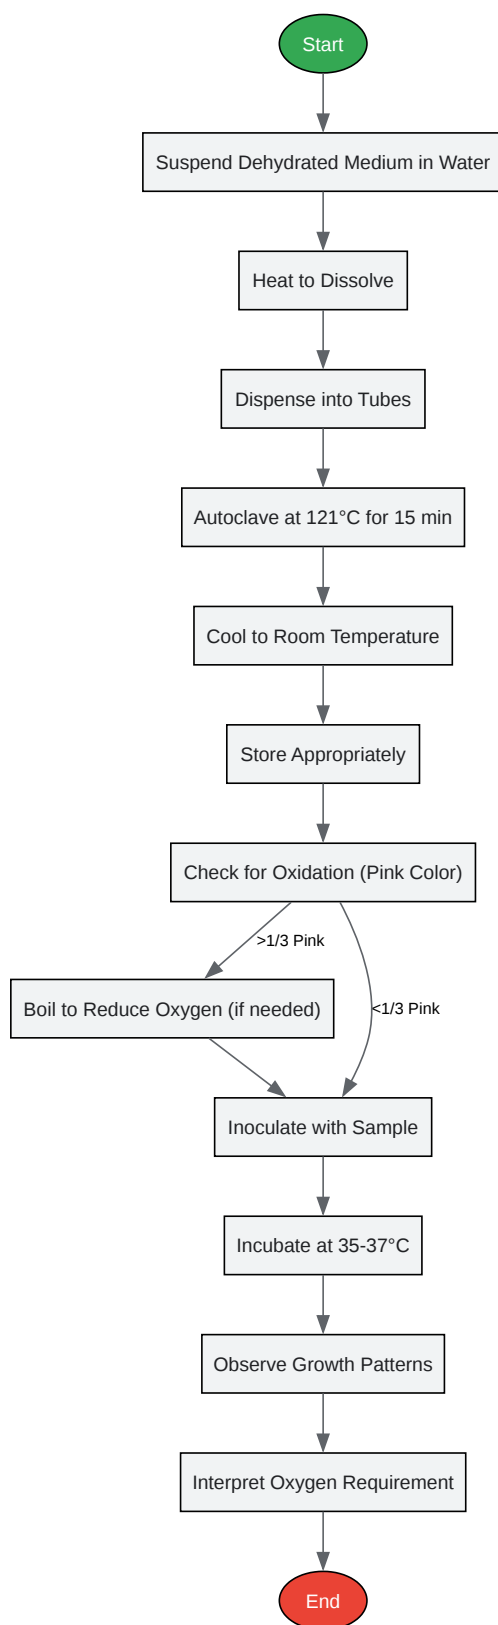 Start
Suspend Dehydrated Medium in Water
Heat to Dissolve
Dispense into Tubes
Autoclave at 121°C for 15 min
Cool to Room Temperature
Store Appropriately
Check for Oxidation (Pink Color)
>1/3 Pink
Boil to Reduce Oxygen (if needed)
<1/3 Pink
Inoculate with Sample
Incubate at 35-37°C
Observe Growth Patterns
Interpret Oxygen Requirement
End